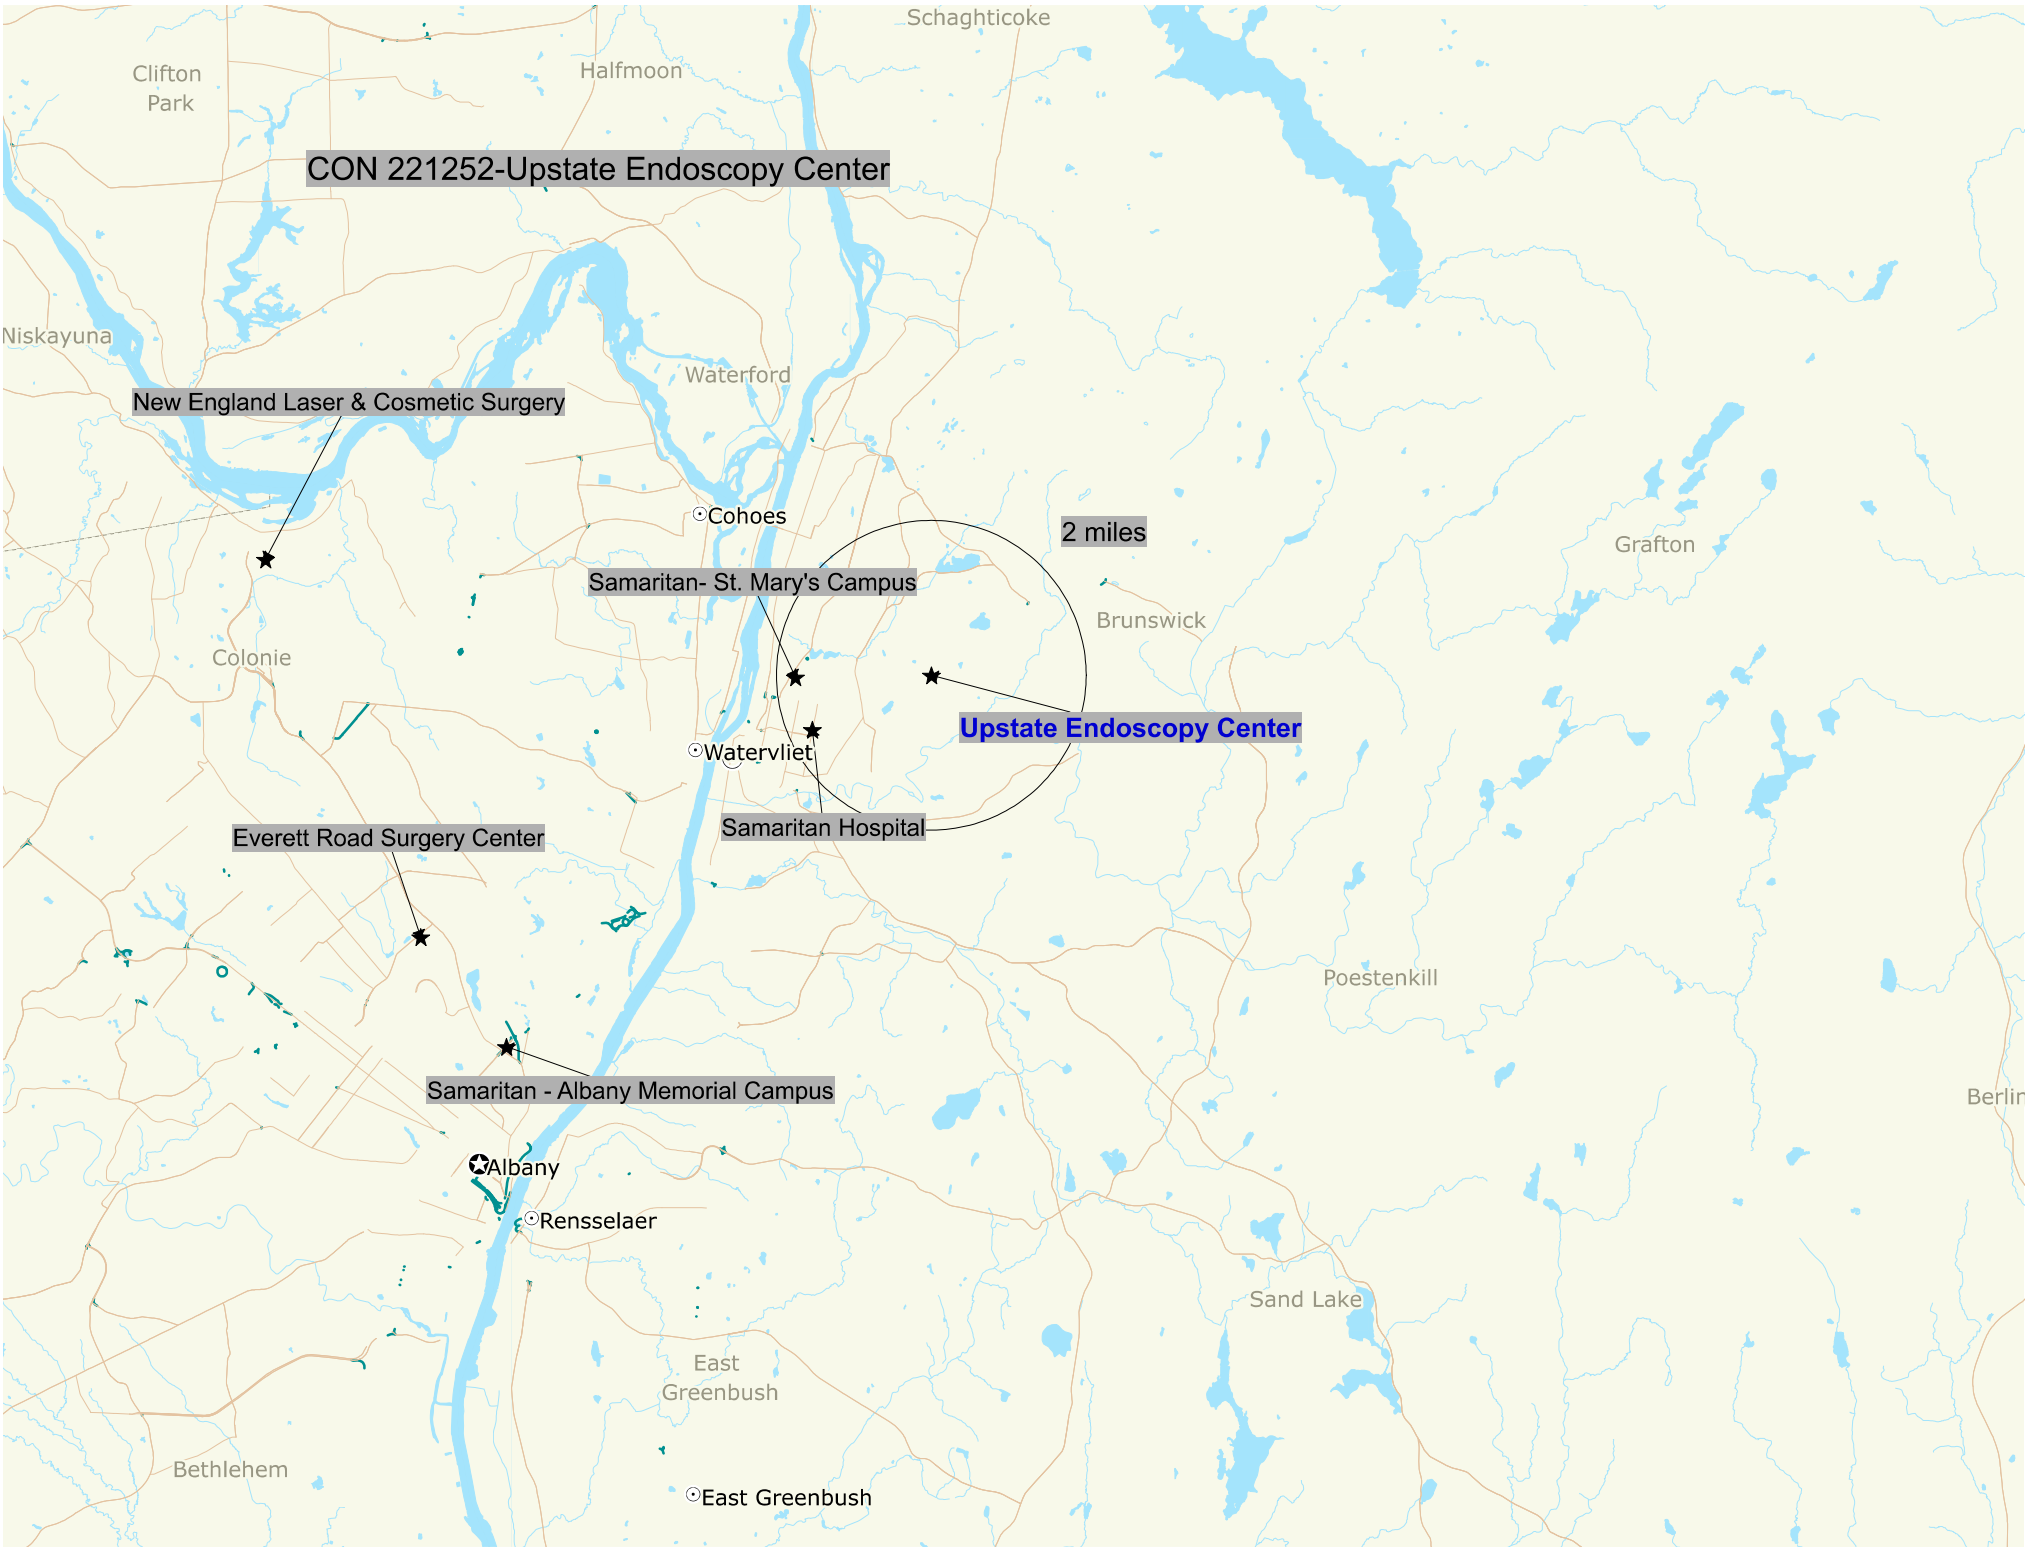 Schaghticoke
Clifton
Park
Halfmoon
CON 221252-Upstate Endoscopy Center
Niskayuna
Waterford
New England Laser & Cosmetic Surgery
Cohoes
2 miles
Grafton
Samaritan- St. Mary's Campus
Brunswick
Colonie
Upstate Endoscopy Center
Watervliet
Samaritan Hospital
Everett Road Surgery Center
Poestenkill
Samaritan - Albany Memorial Campus
Berlin
Albany
Rensselaer
Sand Lake
East
Greenbush
Bethlehem
East Greenbush